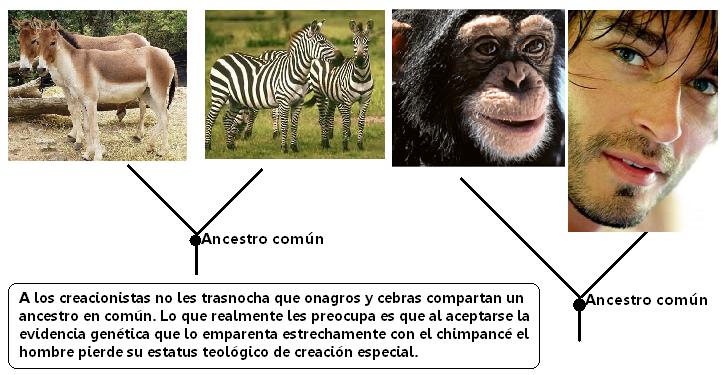 Ancestro común
Ancestro común
A los creacionistas no les trasnocha que onagros y cebras compartan un
ancestro en común. Lo que realmente les preocupa es que al aceptarse la
evidencia genética que lo emparenta estrechamente con el chimpancé el
hombre pierde su estatus teológico de creación especial.